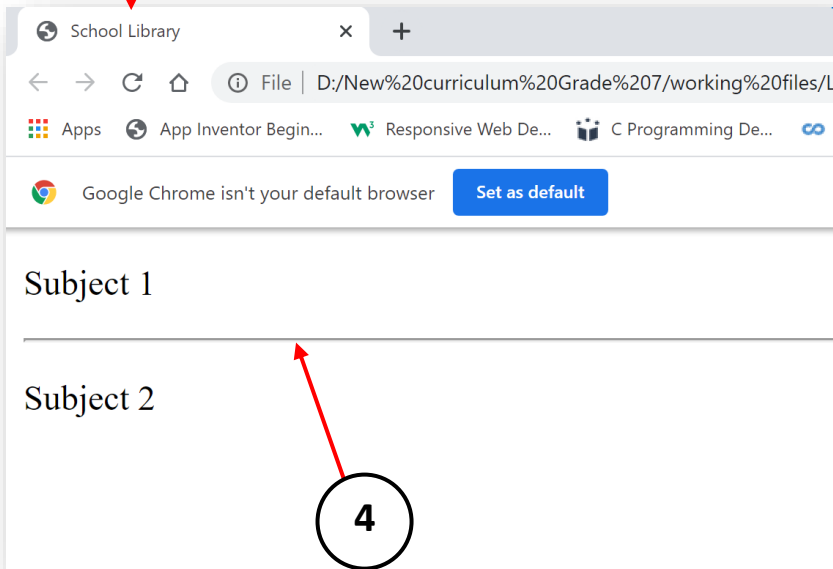 School Library
File D:/New%20curriculum%20Grade%207/working%20files/L
Apps App Inventor Begin... W3 Responsive Web De... C Programming De...
Google Chrome isn't your default browser Set as default
Subject 1
Subject 2
4